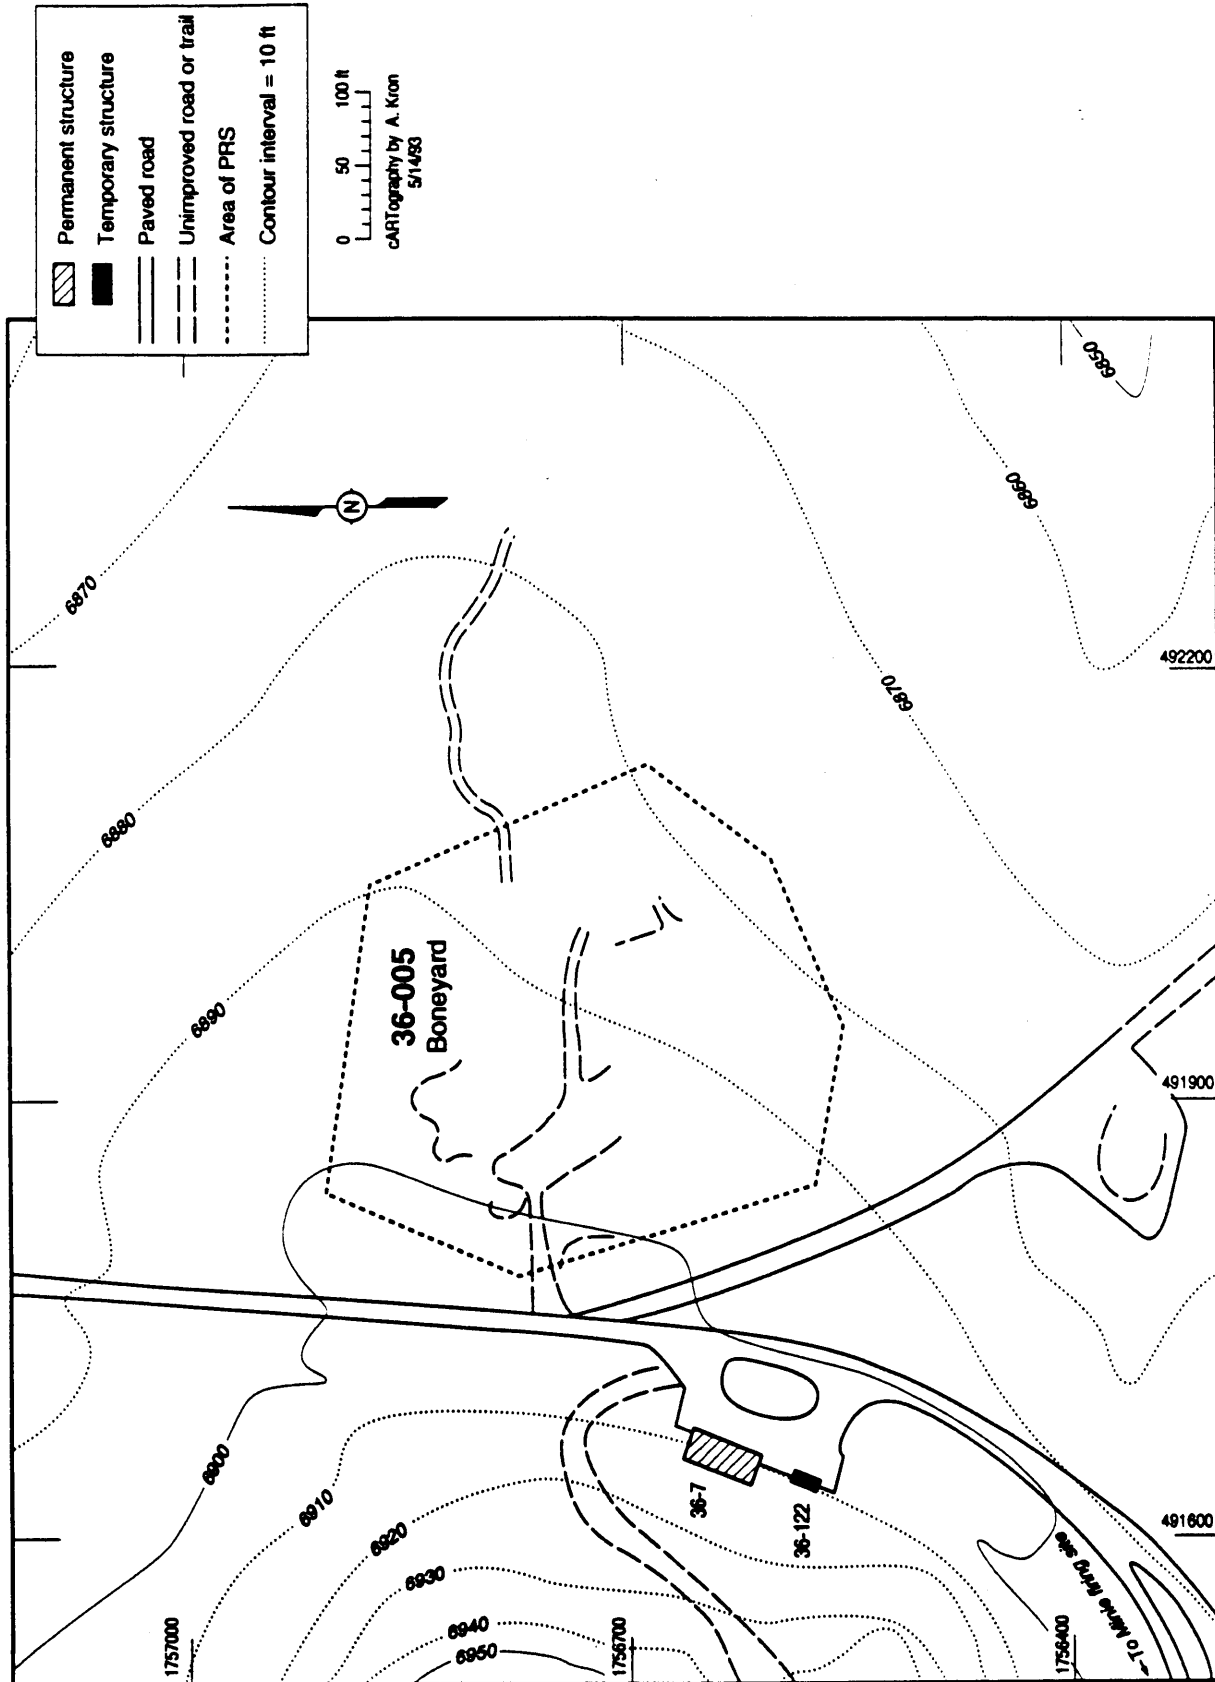 Permanent structure
Temporary structure
Paved road
Unimproved road or trail
Area of PRS
Contour interval = 10 ft
0 50 100 ft
cARTography by A. Kron
5/14/93
N
6870
6880
6890
6900
6910
6920
6930
6940
6950
6850
6860
6870
36-005
Boneyard
36-7
36-122
To Minie firing site
1757000
1756700
1756400
492200
491900
491600